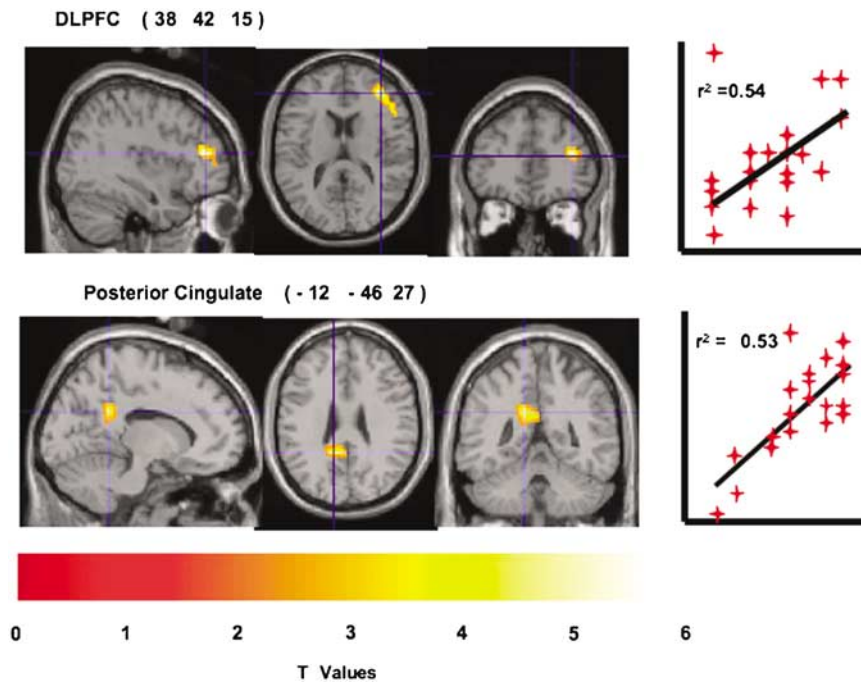 DLPFC ( 38 42 15 )
r² =0.54
Posterior Cingulate ( - 12 - 46 27 )
r² = 0.53
0 1 2 3 4 5 6
T Values